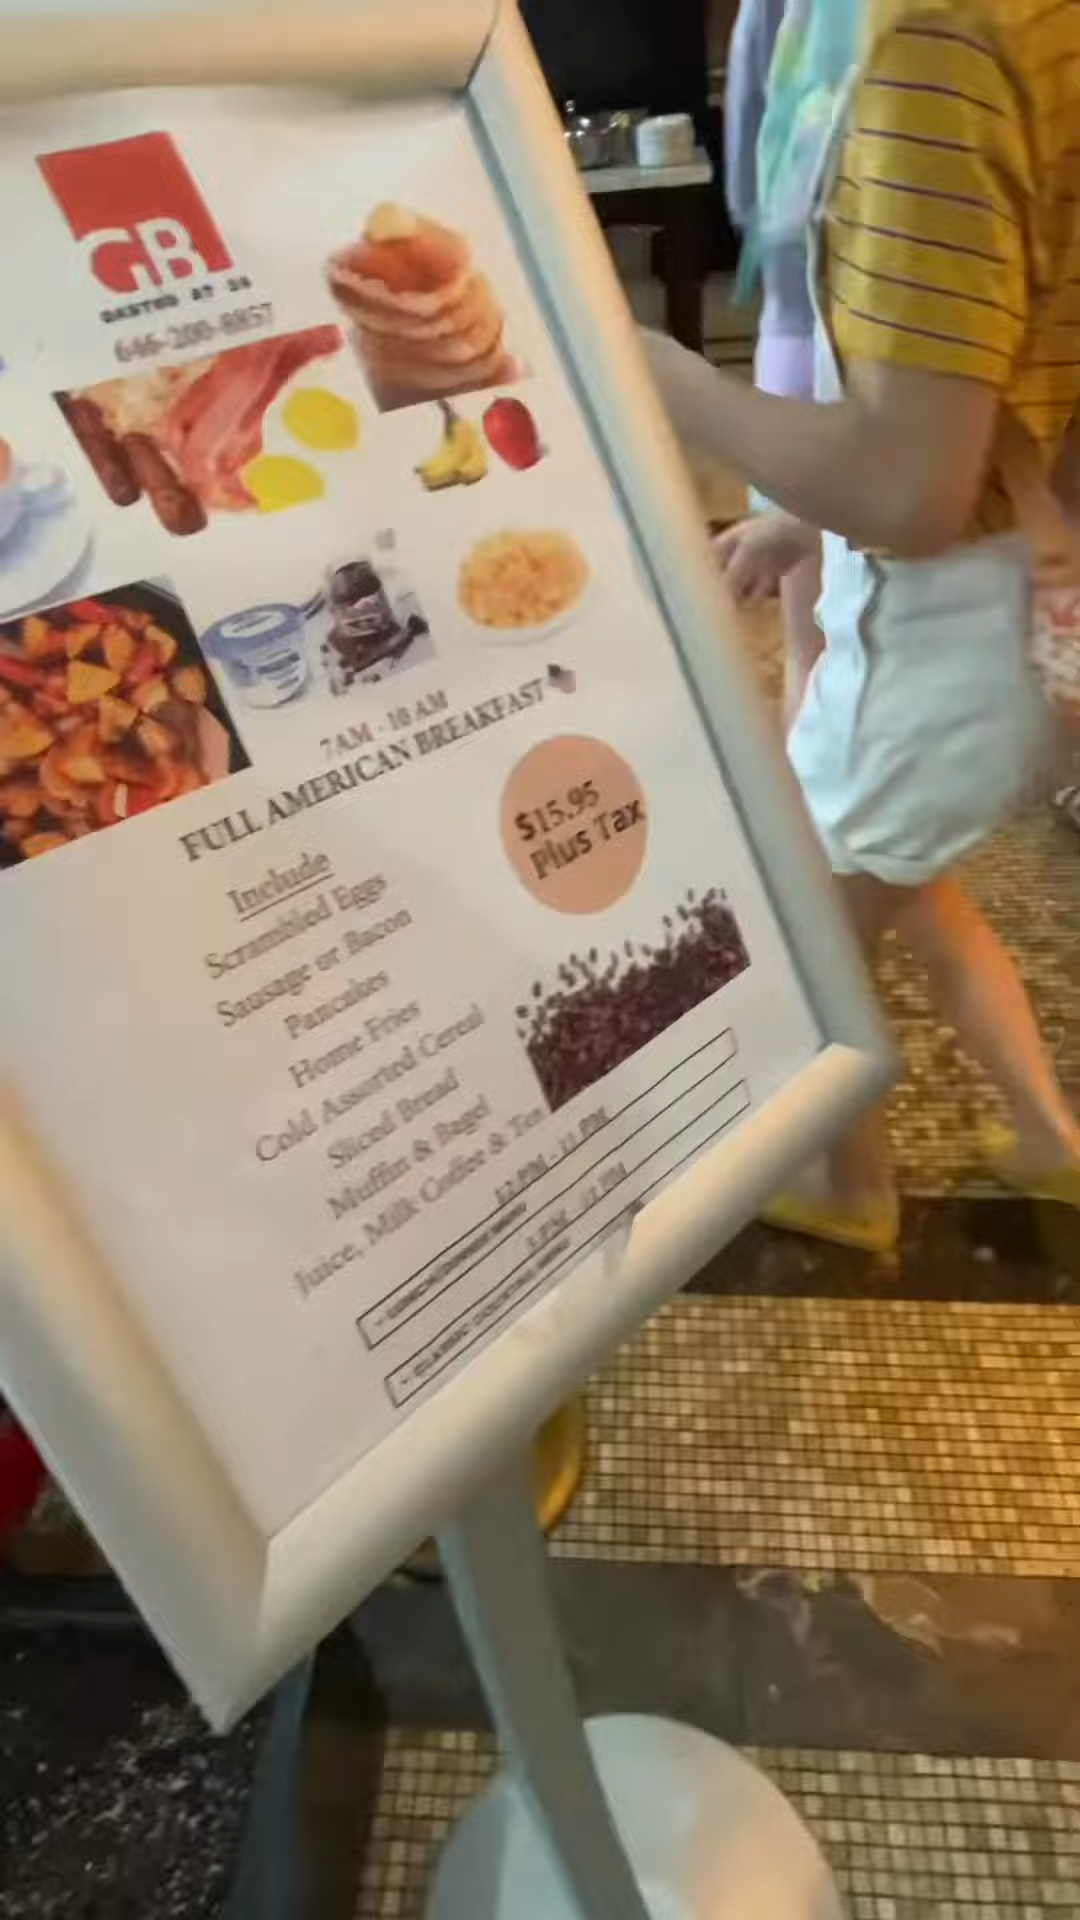 GB
646-200-8857
7AM - 10 AM
FULL AMERICAN BREAKFAST
$15.95
Plus Tax
Include
Scrambled Eggs
Sausage or Bacon
Pancakes
Home Fries
Cold Assorted Cereal
Sliced Bread
Muffin & Bagel
Juice, Milk Coffee & Tea
12 PM - 11 PM